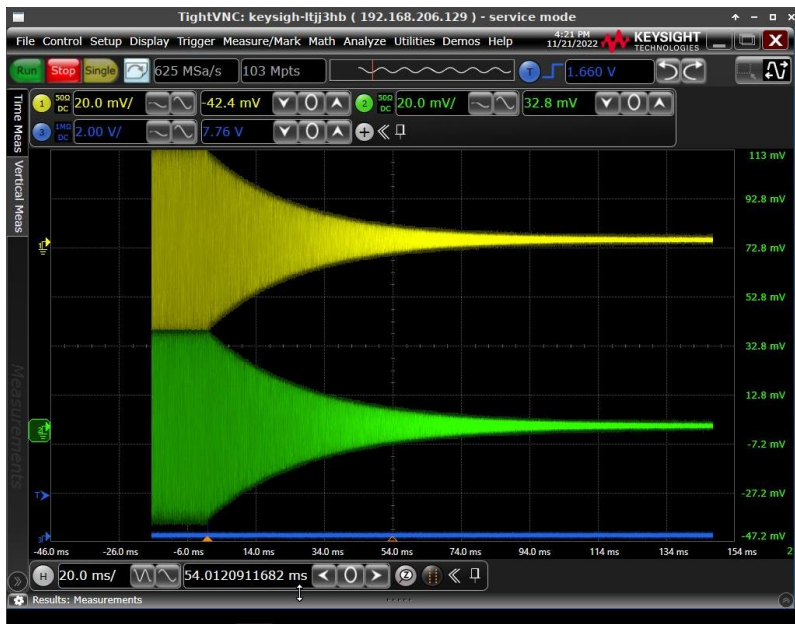 TightVNC: keysigh-ltjj3hb ( 192.168.206.129 ) - service mode
File Control Setup Display Trigger Measure/Mark Math Analyze Utilities Demos Help
4:21 PM
11/21/2022
KEYSIGHT
TECHNOLOGIES
Run Stop Single 625 MSa/s 103 Mpts T 1.660 V
1 50Ω DC 20.0 mV/ -42.4 mV 0 2 50Ω DC 20.0 mV/ 32.8 mV 0
3 1MΩ DC 2.00 V/ 7.76 V 0
Time Meas
Vertical Meas
Measurements
113 mV
92.8 mV
72.8 mV
52.8 mV
32.8 mV
12.8 mV
-7.2 mV
-27.2 mV
-47.2 mV
T
-46.0 ms -26.0 ms -6.0 ms 14.0 ms 34.0 ms 54.0 ms 74.0 ms 94.0 ms 114 ms 134 ms 154 ms 2
H 20.0 ms/ 54.0120911682 ms 0
Results: Measurements